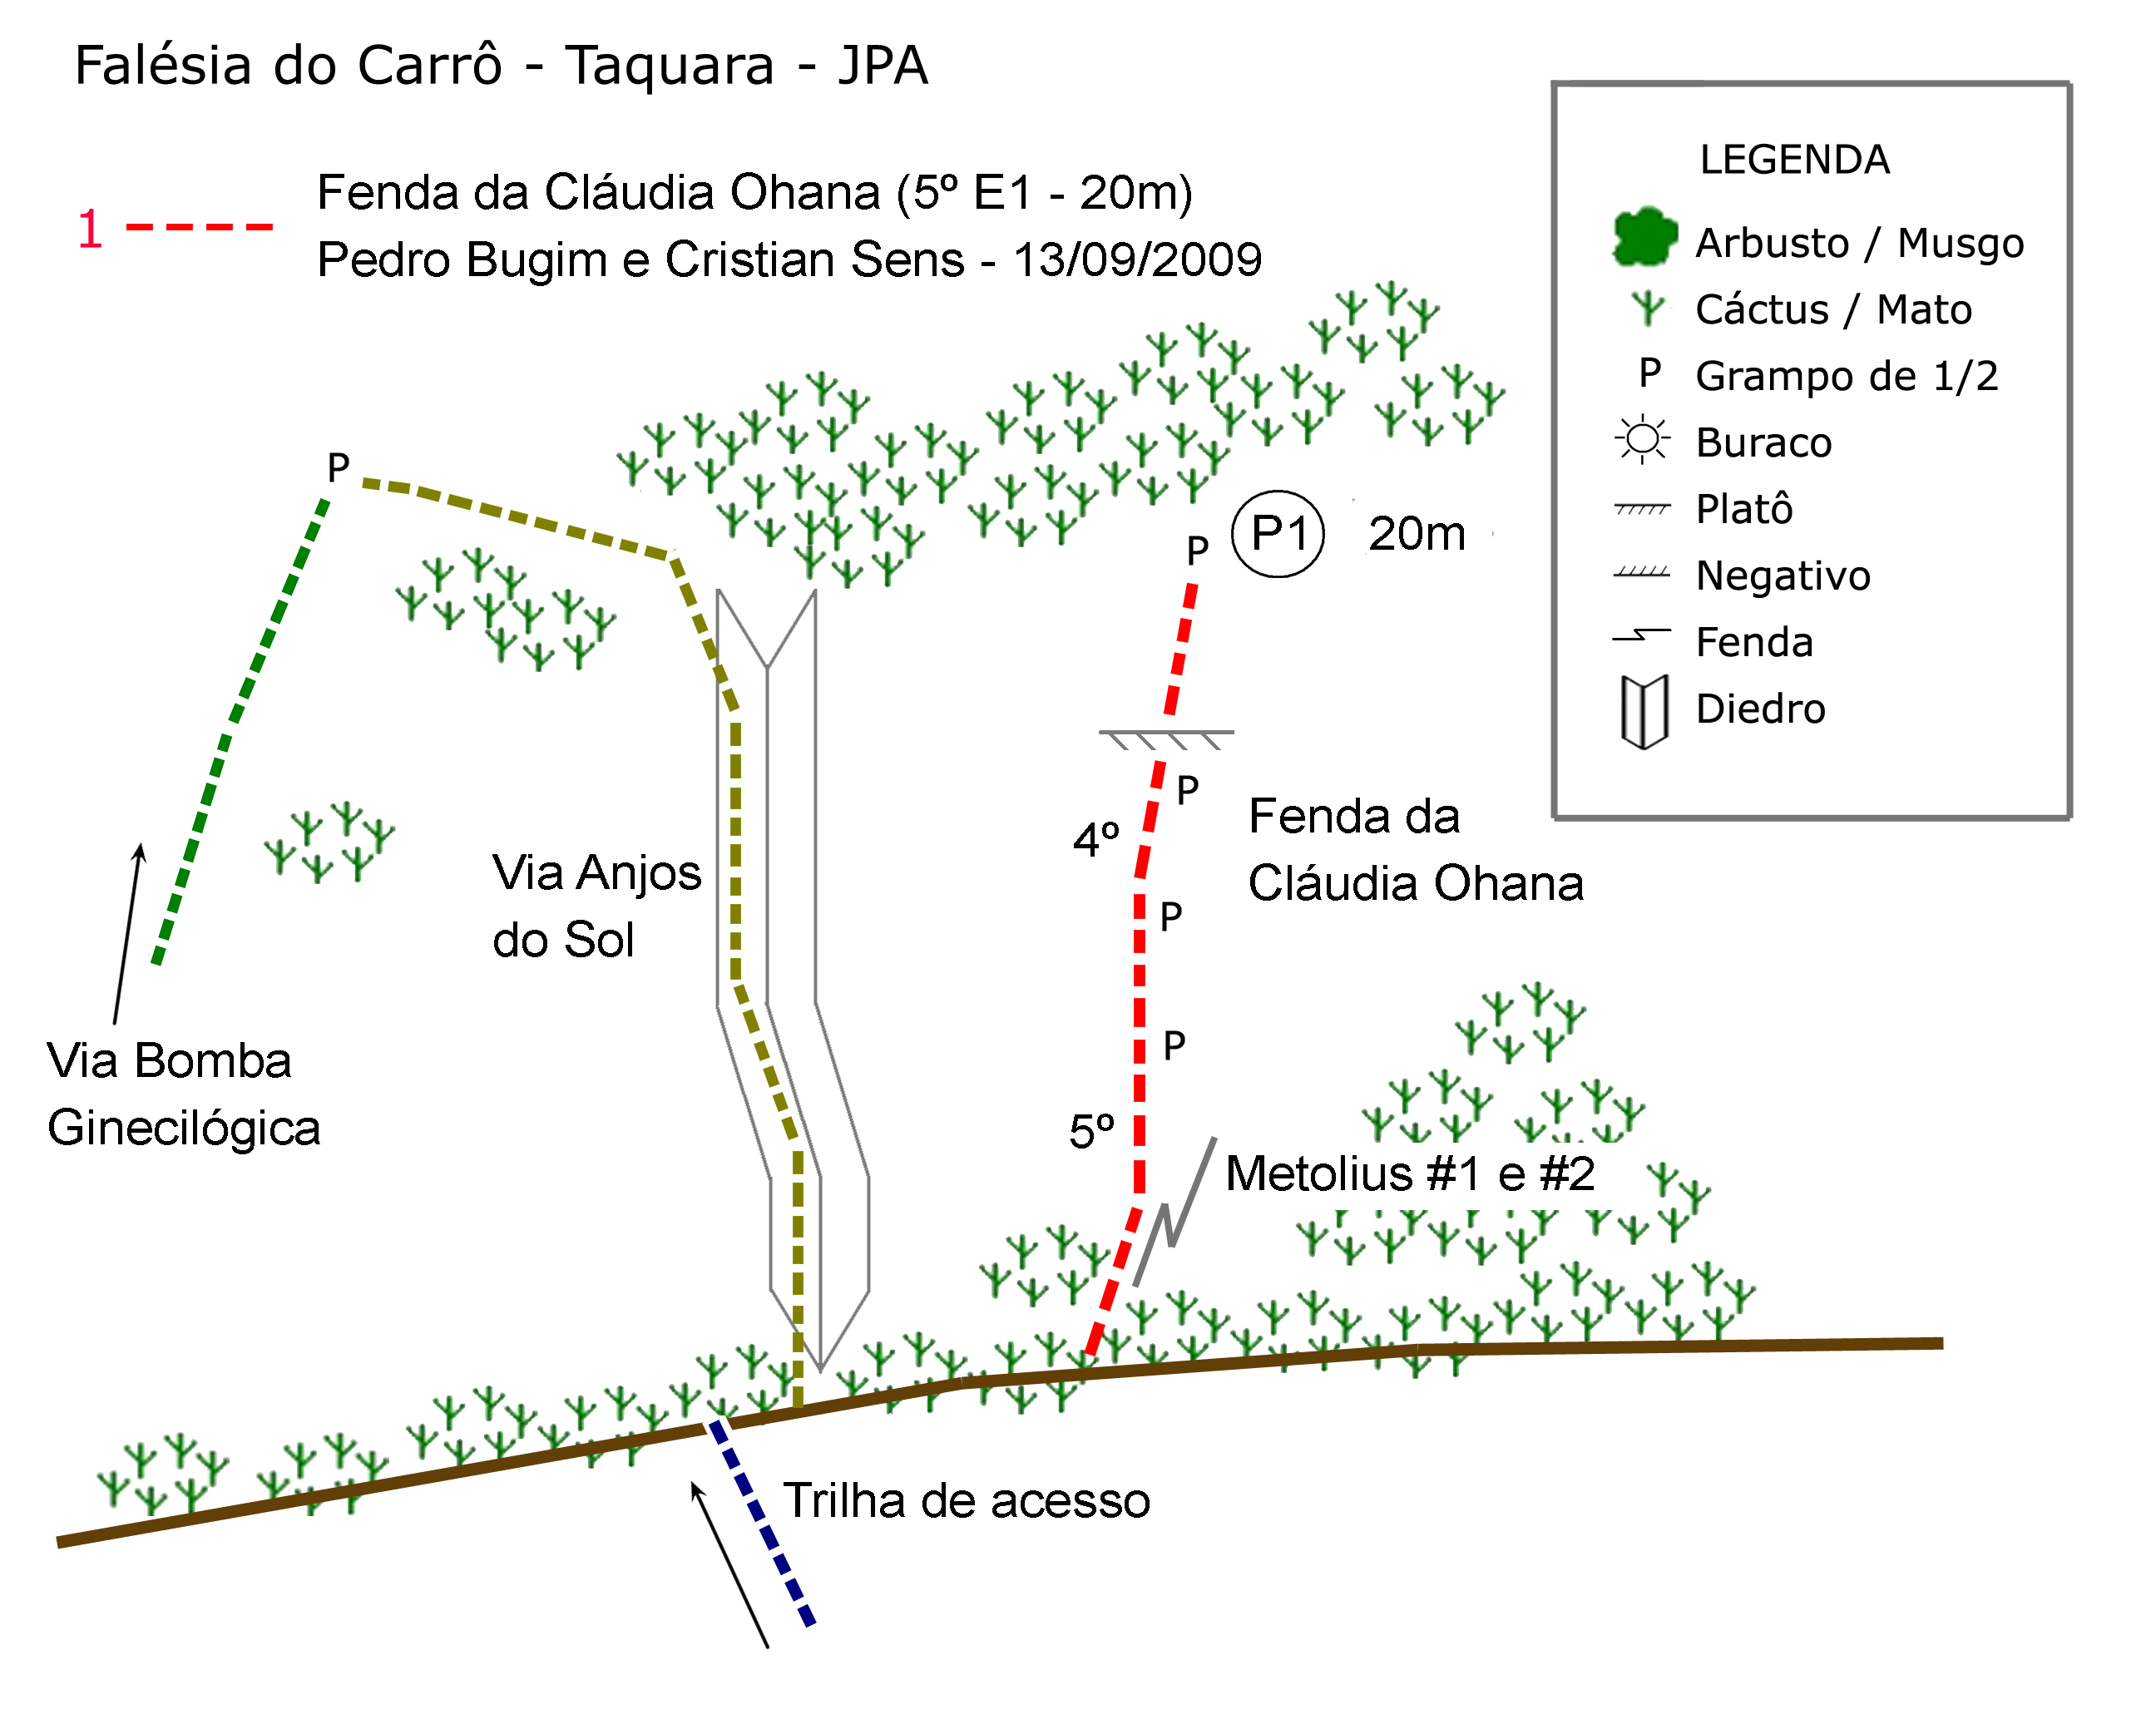 Falésia do Carrô - Taquara - JPA
1
Fenda da Cláudia Ohana (5º E1 - 20m)
Pedro Bugim e Cristian Sens - 13/09/2009
LEGENDA
Arbusto / Musgo
Cáctus / Mato
P Grampo de 1/2
Buraco
Platô
Negativo
Fenda
Diedro
P
P
P1
20m
P
4º
Fenda da
Cláudia Ohana
Via Anjos
do Sol
P
P
Via Bomba
Ginecilógica
5º
Metolius #1 e #2
Trilha de acesso